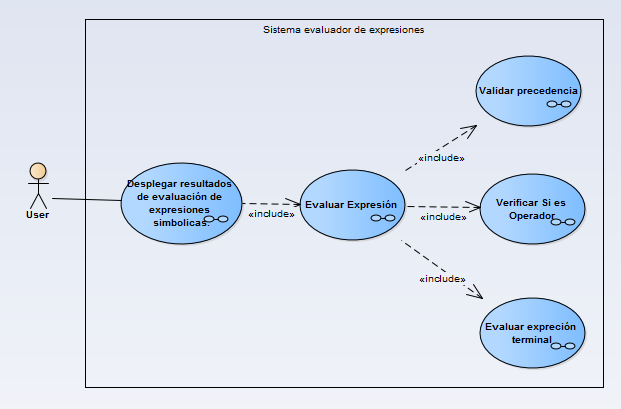 Sistema evaluador de expresiones
Validar precedencia
«include»
User
Desplegar resultados
de evaluación de
expresiones
simbolicas.
«include»
Evaluar Expresión
«include»
Verificar Si es
Operador
«include»
Evaluar expreción
terminal